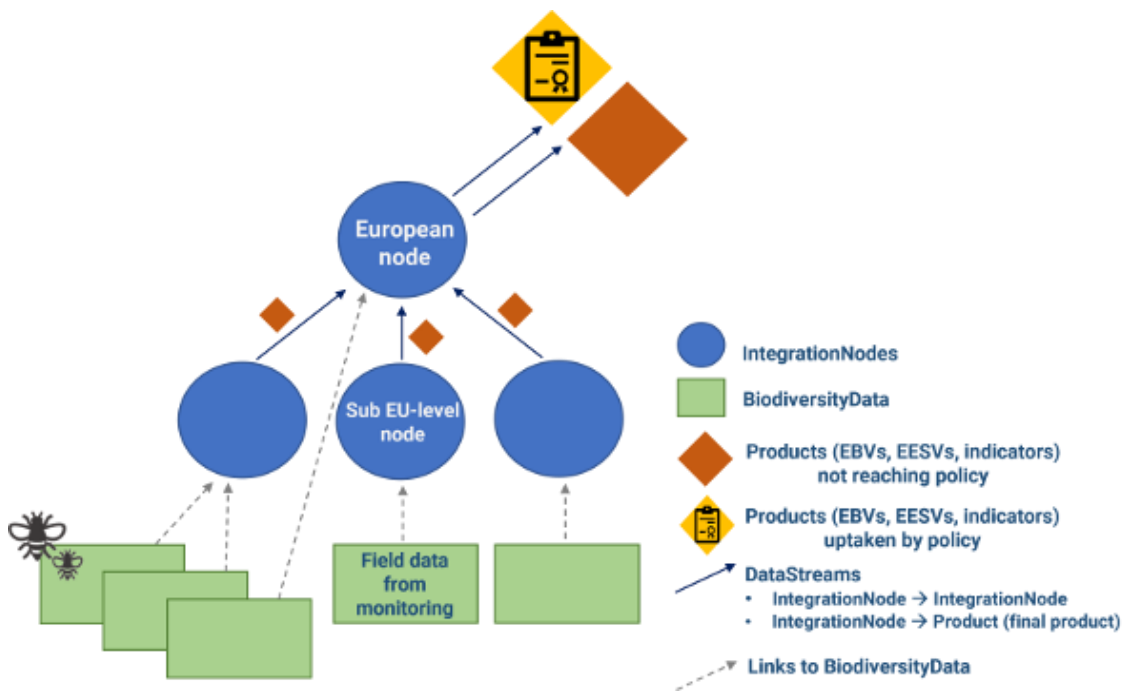 European
node
Sub EU-level
node
Field data
from
monitoring
IntegrationNodes
BiodiversityData
Products (EBVs, EESVs, indicators)
not reaching policy
Products (EBVs, EESVs, indicators)
uptaken by policy
DataStreams
• IntegrationNode → IntegrationNode
• IntegrationNode → Product (final product)
Links to BiodiversityData